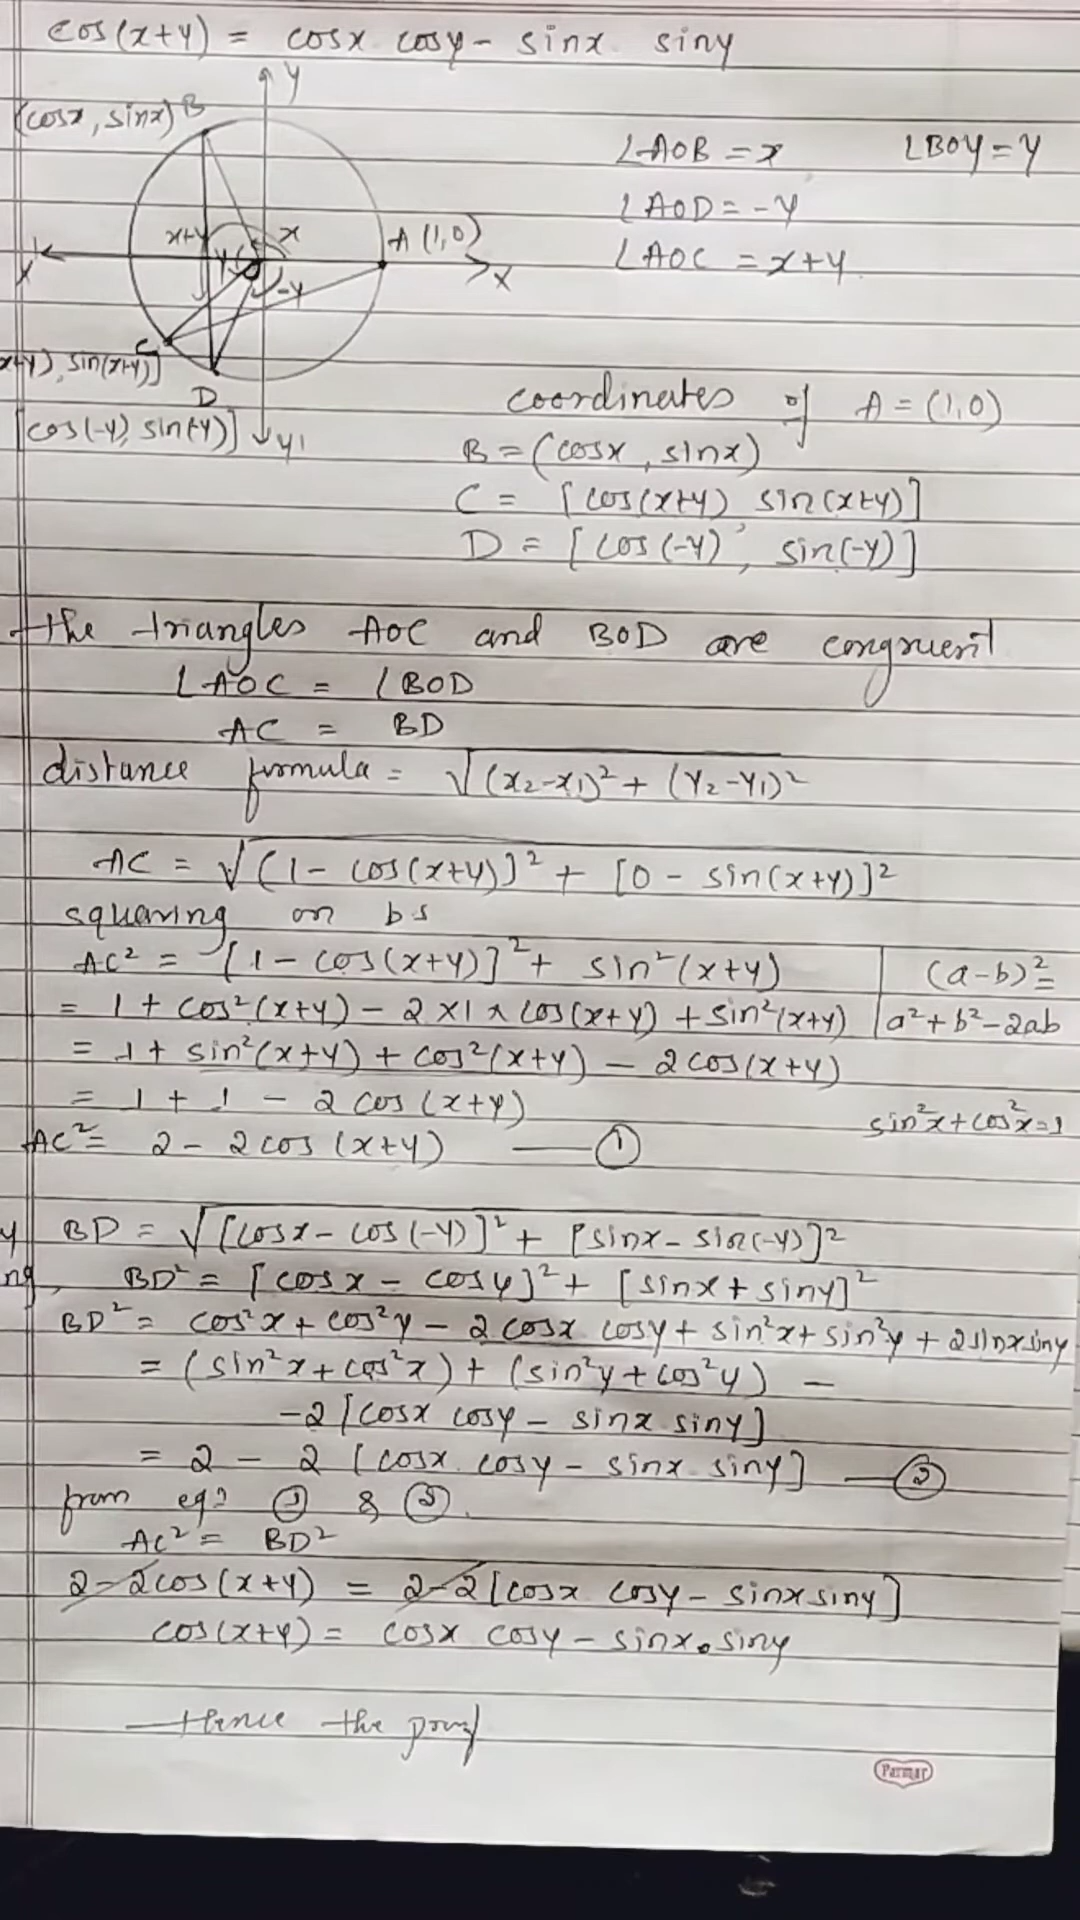 cos(x+y) = cosx cosy - sinx siny
Y
(cosx, sinx) B
∠AOB = x ∠BOY = y
∠AOD = -y
∠AOC = x+y
x+y x A (1,0)
y O
-y
X X
C
x+y), sin(x+y)]
D
[cos(-y), sin(-y)] Y1
coordinates of A = (1,0)
B = (cosx, sinx)
C = [cos(x+y), sin(x+y)]
D = [cos(-y), sin(-y)]
the triangles AOC and BOD are congruent
∠AOC = ∠BOD
AC = BD
distance formula = √(x₂-x₁)² + (y₂-y₁)²
AC = √(1 - cos(x+y)]² + [0 - sin(x+y)]²
squaring on bs
AC² = [1 - cos(x+y)]² + sin²(x+y) (a-b)² =
= 1 + cos²(x+y) - 2×1×cos(x+y) + sin²(x+y) a²+b²-2ab
= 1 + sin²(x+y) + cos²(x+y) - 2cos(x+y)
= 1 + 1 - 2cos(x+y)
sin²x + cos²x = 1
AC² = 2 - 2cos(x+y) — ①
y BD = √[cosx - cos(-y)]² + [sinx - sin(-y)]²
ng, BD² = [cosx - cosy]² + [sinx + siny]²
BD² = cos²x + cos²y - 2cosx cosy + sin²x + sin²y + 2sinx siny
= (sin²x + cos²x) + (sin²y + cos²y) -
-2[cosx cosy - sinx siny]
= 2 - 2[cosx cosy - sinx siny] — ②
from eqn ① & ②
AC² = BD²
2-2cos(x+y) = 2-2[cosx cosy - sinx siny]
cos(x+y) = cosx cosy - sinx.siny
Hence the proof
Parmar